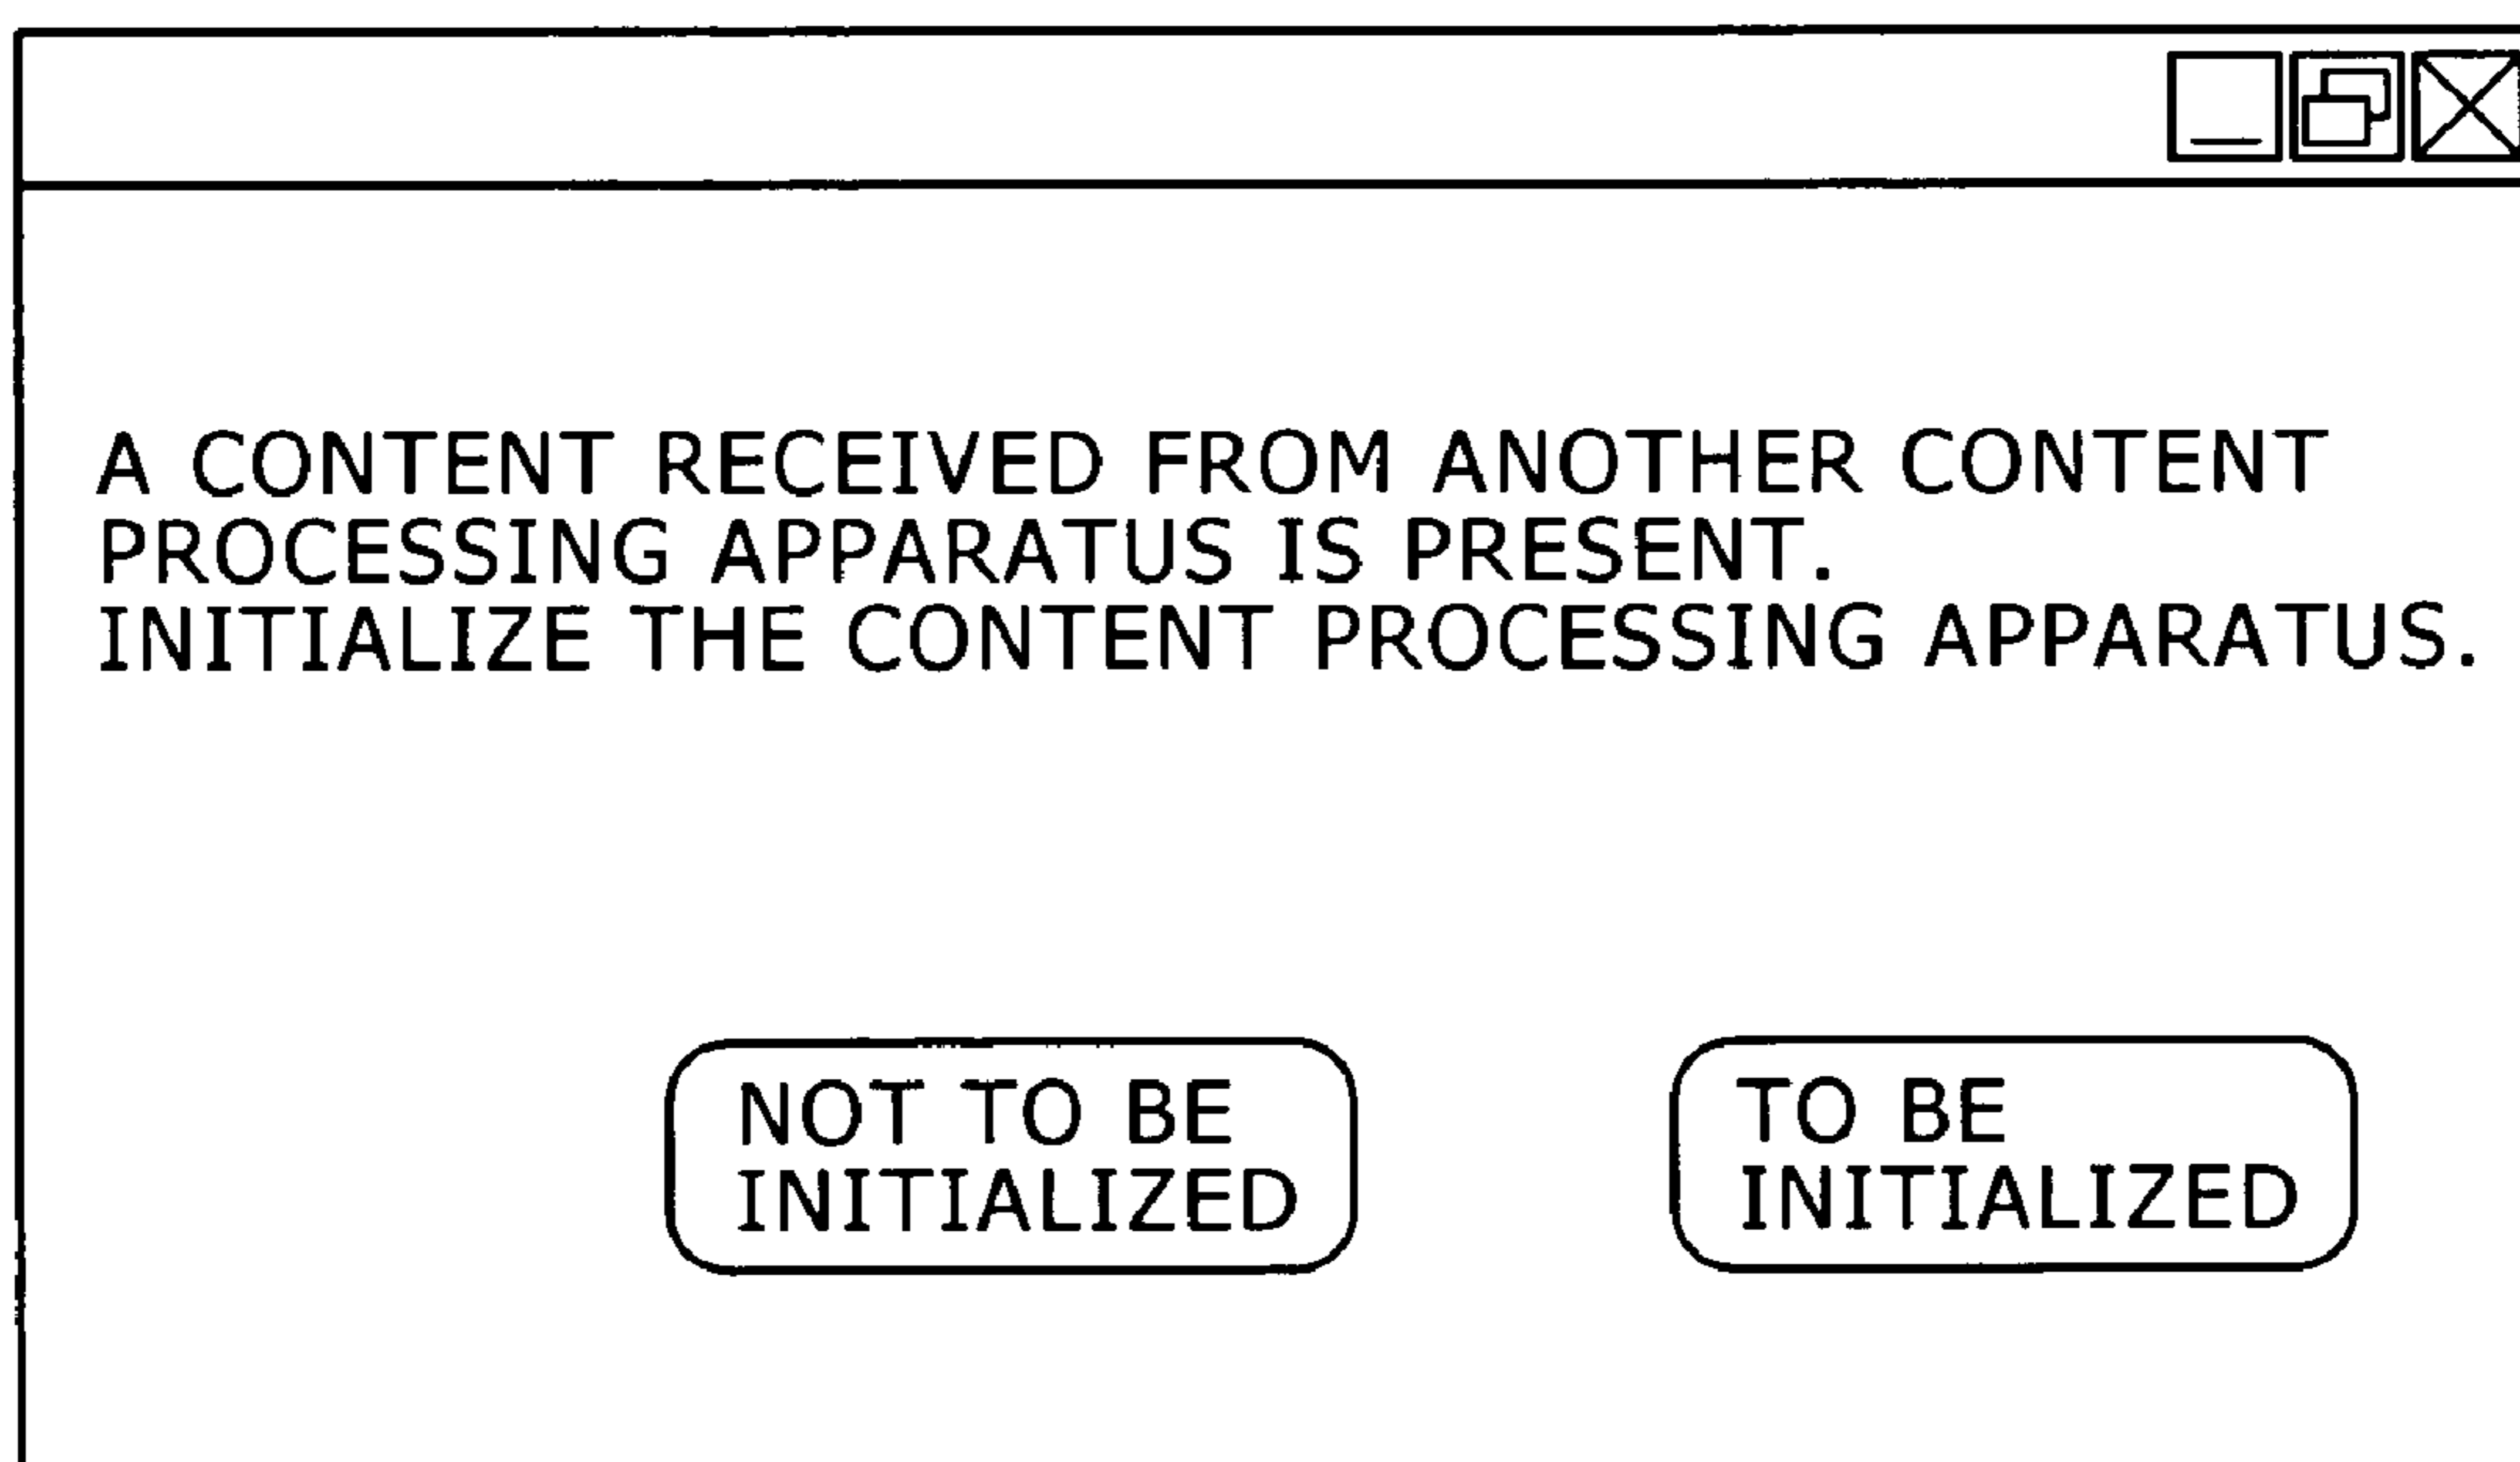 A CONTENT RECEIVED FROM ANOTHER CONTENT
PROCESSING APPARATUS IS PRESENT.
INITIALIZE THE CONTENT PROCESSING APPARATUS.
NOT TO BE
INITIALIZED
TO BE
INITIALIZED